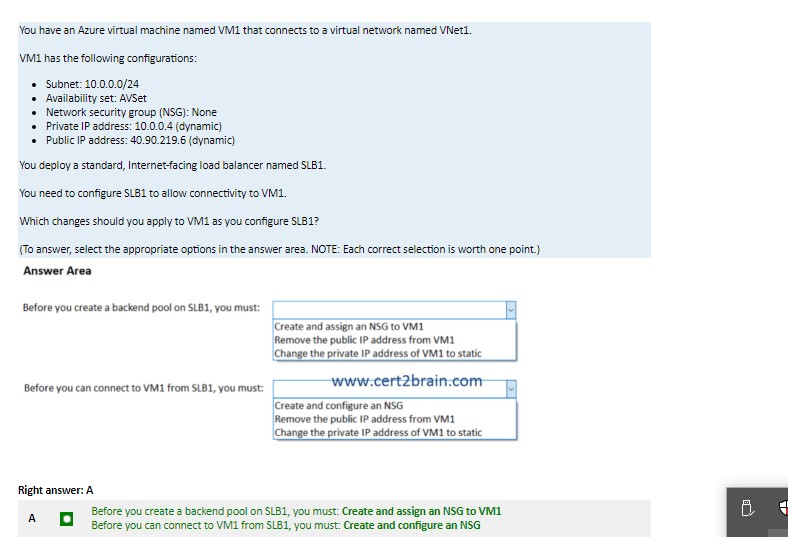 You have an Azure virtual machine named VM1 that connects to a virtual network named VNet1.
VM1 has the following configurations:
• Subnet: 10.0.0.0/24
• Availability set: AVSet
• Network security group (NSG): None
• Private IP address: 10.0.0.4 (dynamic)
• Public IP address: 40.90.219.6 (dynamic)
You deploy a standard, Internet-facing load balancer named SLB1.
You need to configure SLB1 to allow connectivity to VM1.
Which changes should you apply to VM1 as you configure SLB1?
(To answer, select the appropriate options in the answer area. NOTE: Each correct selection is worth one point.)
Answer Area
Before you create a backend pool on SLB1, you must:
Create and assign an NSG to VM1
Remove the public IP address from VM1
Change the private IP address of VM1 to static
www.cert2brain.com
Before you can connect to VM1 from SLB1, you must:
Create and configure an NSG
Remove the public IP address from VM1
Change the private IP address of VM1 to static
Right answer: A
A
Before you create a backend pool on SLB1, you must: Create and assign an NSG to VM1
Before you can connect to VM1 from SLB1, you must: Create and configure an NSG